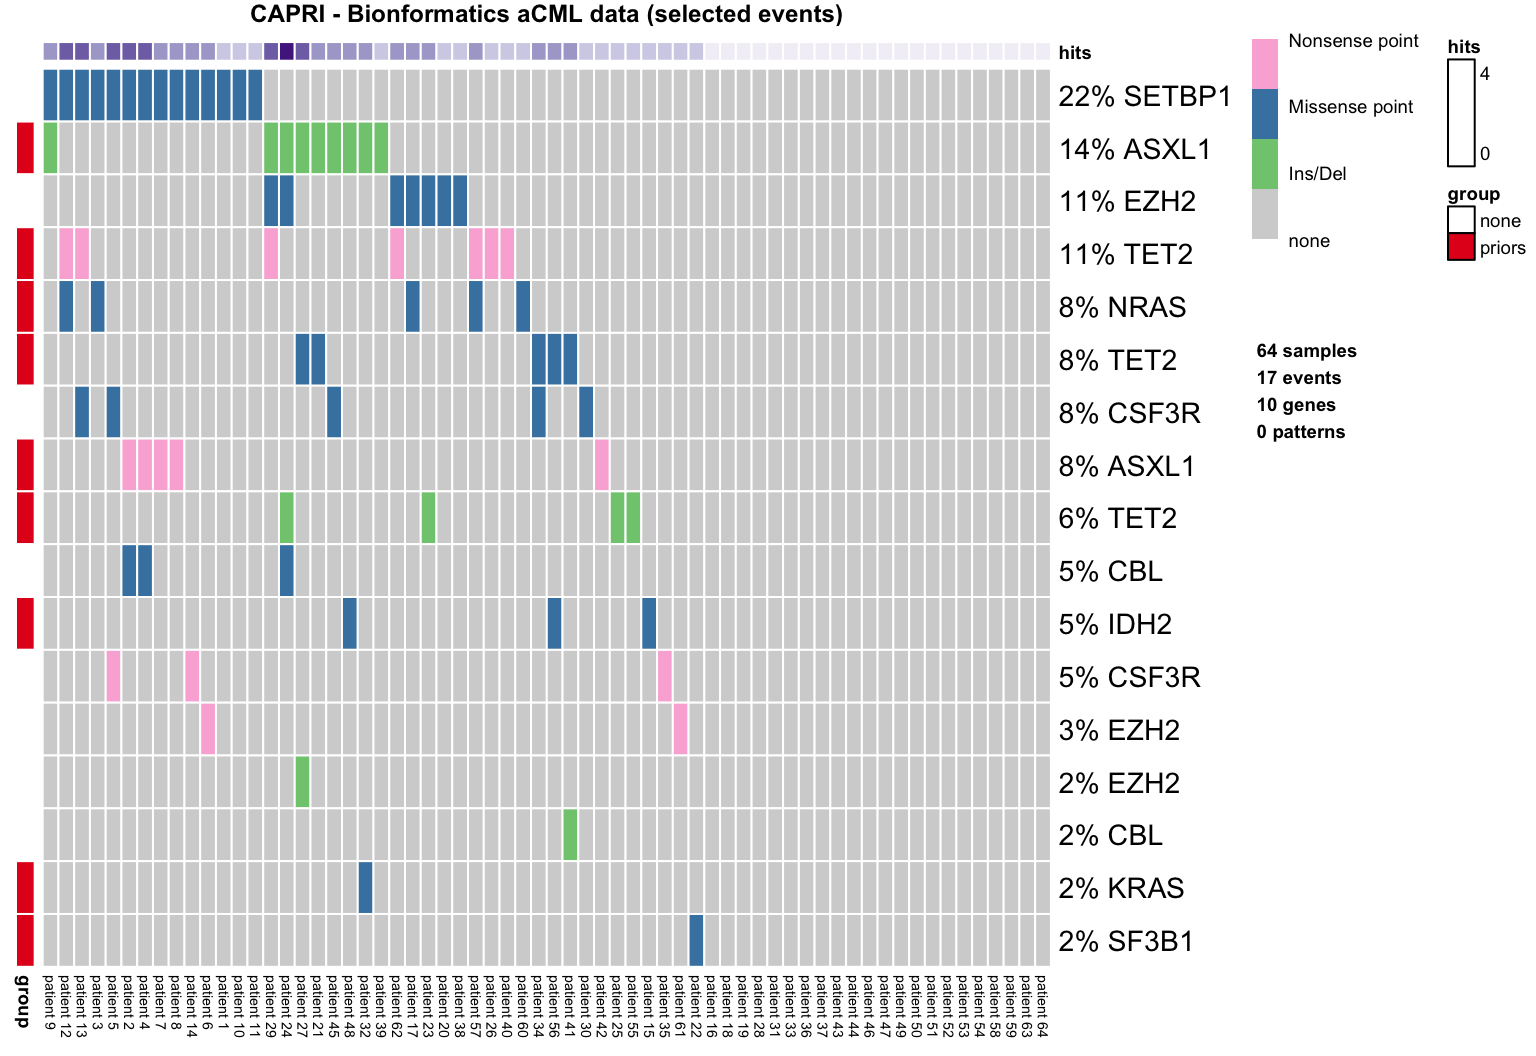 CAPRI - Bionformatics aCML data (selected events)
hits
22% SETBP1
14% ASXL1
11% EZH2
11% TET2
8% NRAS
8% TET2
8% CSF3R
8% ASXL1
6% TET2
5% CBL
5% IDH2
5% CSF3R
3% EZH2
2% EZH2
2% CBL
2% KRAS
2% SF3B1
Nonsense point
Missense point
Ins/Del
none
hits
4
0
group
none
priors
64 samples
17 events
10 genes
0 patterns
group
patient 9
patient 12
patient 13
patient 3
patient 5
patient 2
patient 4
patient 7
patient 8
patient 14
patient 6
patient 1
patient 10
patient 11
patient 29
patient 24
patient 27
patient 21
patient 45
patient 48
patient 32
patient 39
patient 62
patient 17
patient 23
patient 20
patient 38
patient 57
patient 26
patient 40
patient 60
patient 34
patient 56
patient 41
patient 30
patient 42
patient 25
patient 55
patient 15
patient 35
patient 61
patient 22
patient 16
patient 18
patient 19
patient 28
patient 31
patient 33
patient 36
patient 37
patient 43
patient 44
patient 46
patient 47
patient 49
patient 50
patient 51
patient 52
patient 53
patient 54
patient 58
patient 59
patient 63
patient 64